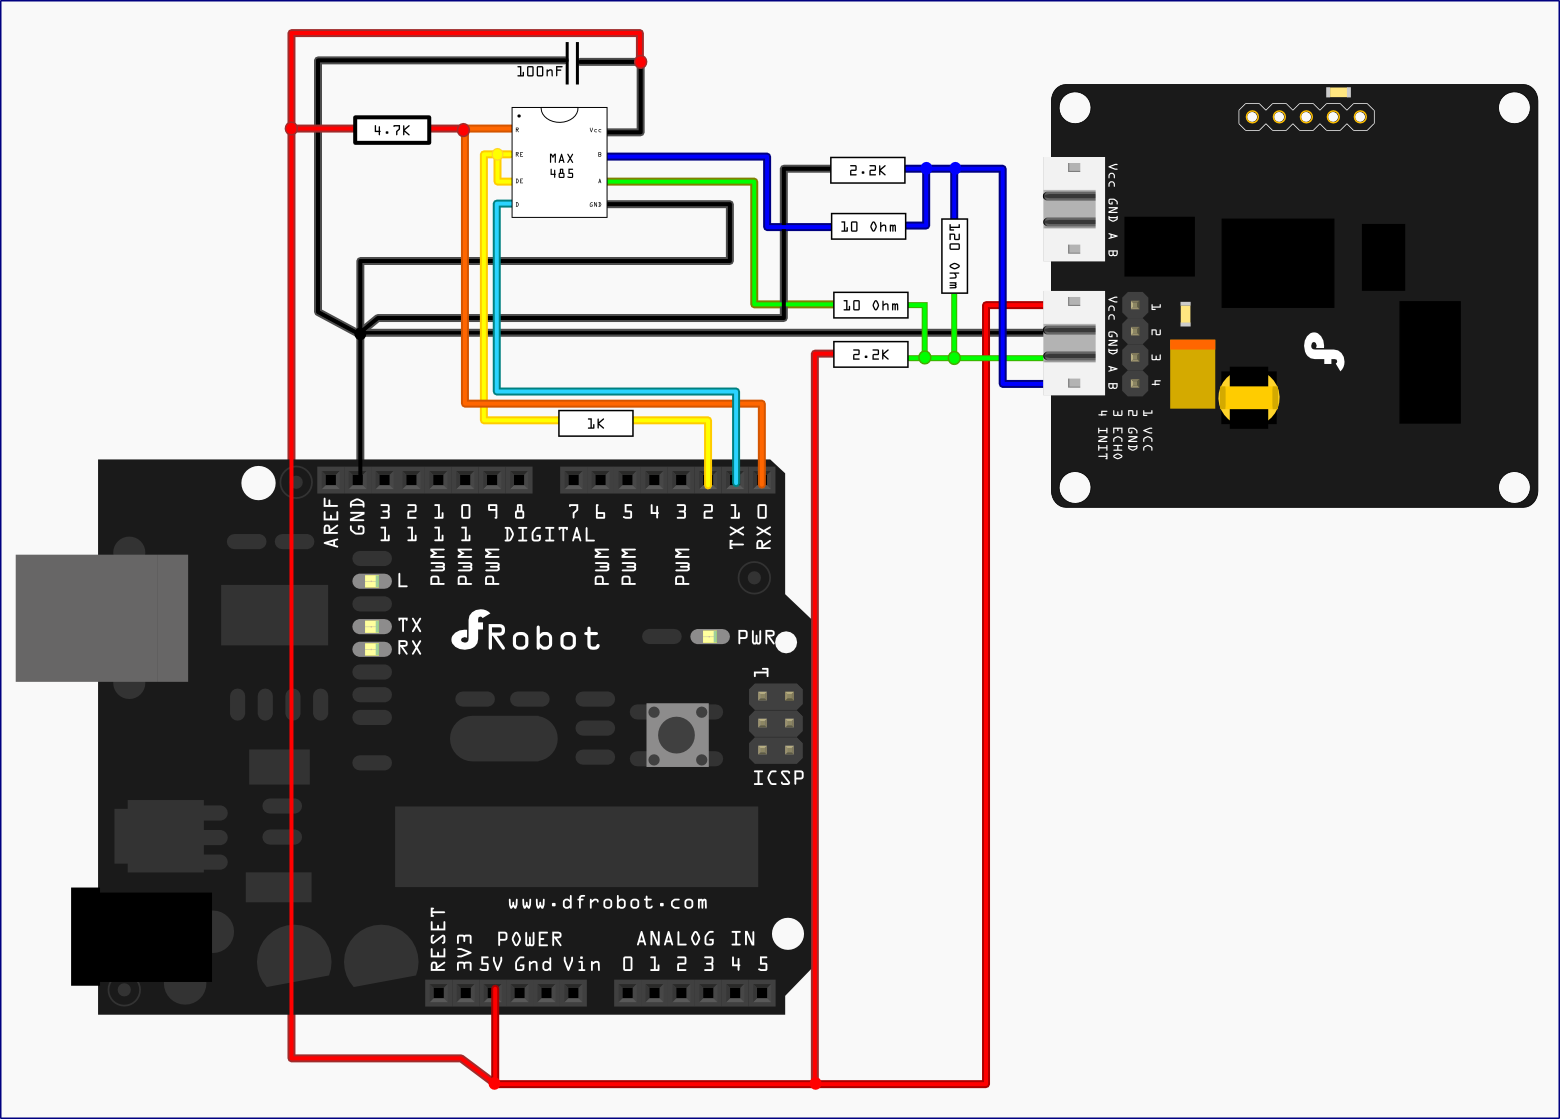 100nF
4.7K
R
RE
DE
D
MAX
485
Vcc
B
A
GND
2.2K
10 Ohm
120 Ohm
10 Ohm
2.2K
1K
Vcc GND A B
Vcc GND A B
1
2
3
4
1 VCC
2 GND
3 ECHO
4 INIT
AREF
GND
13
12
11
10
9
8
7
6
5
4
3
2
1
0
DIGITAL
TX
RX
PWM
PWM
PWM
PWM
PWM
PWM
L
TX
RX
dfRobot
PWR
1
ICSP
www.dfrobot.com
RESET
3V3
POWER
5V Gnd Vin
ANALOG IN
0 1 2 3 4 5
df